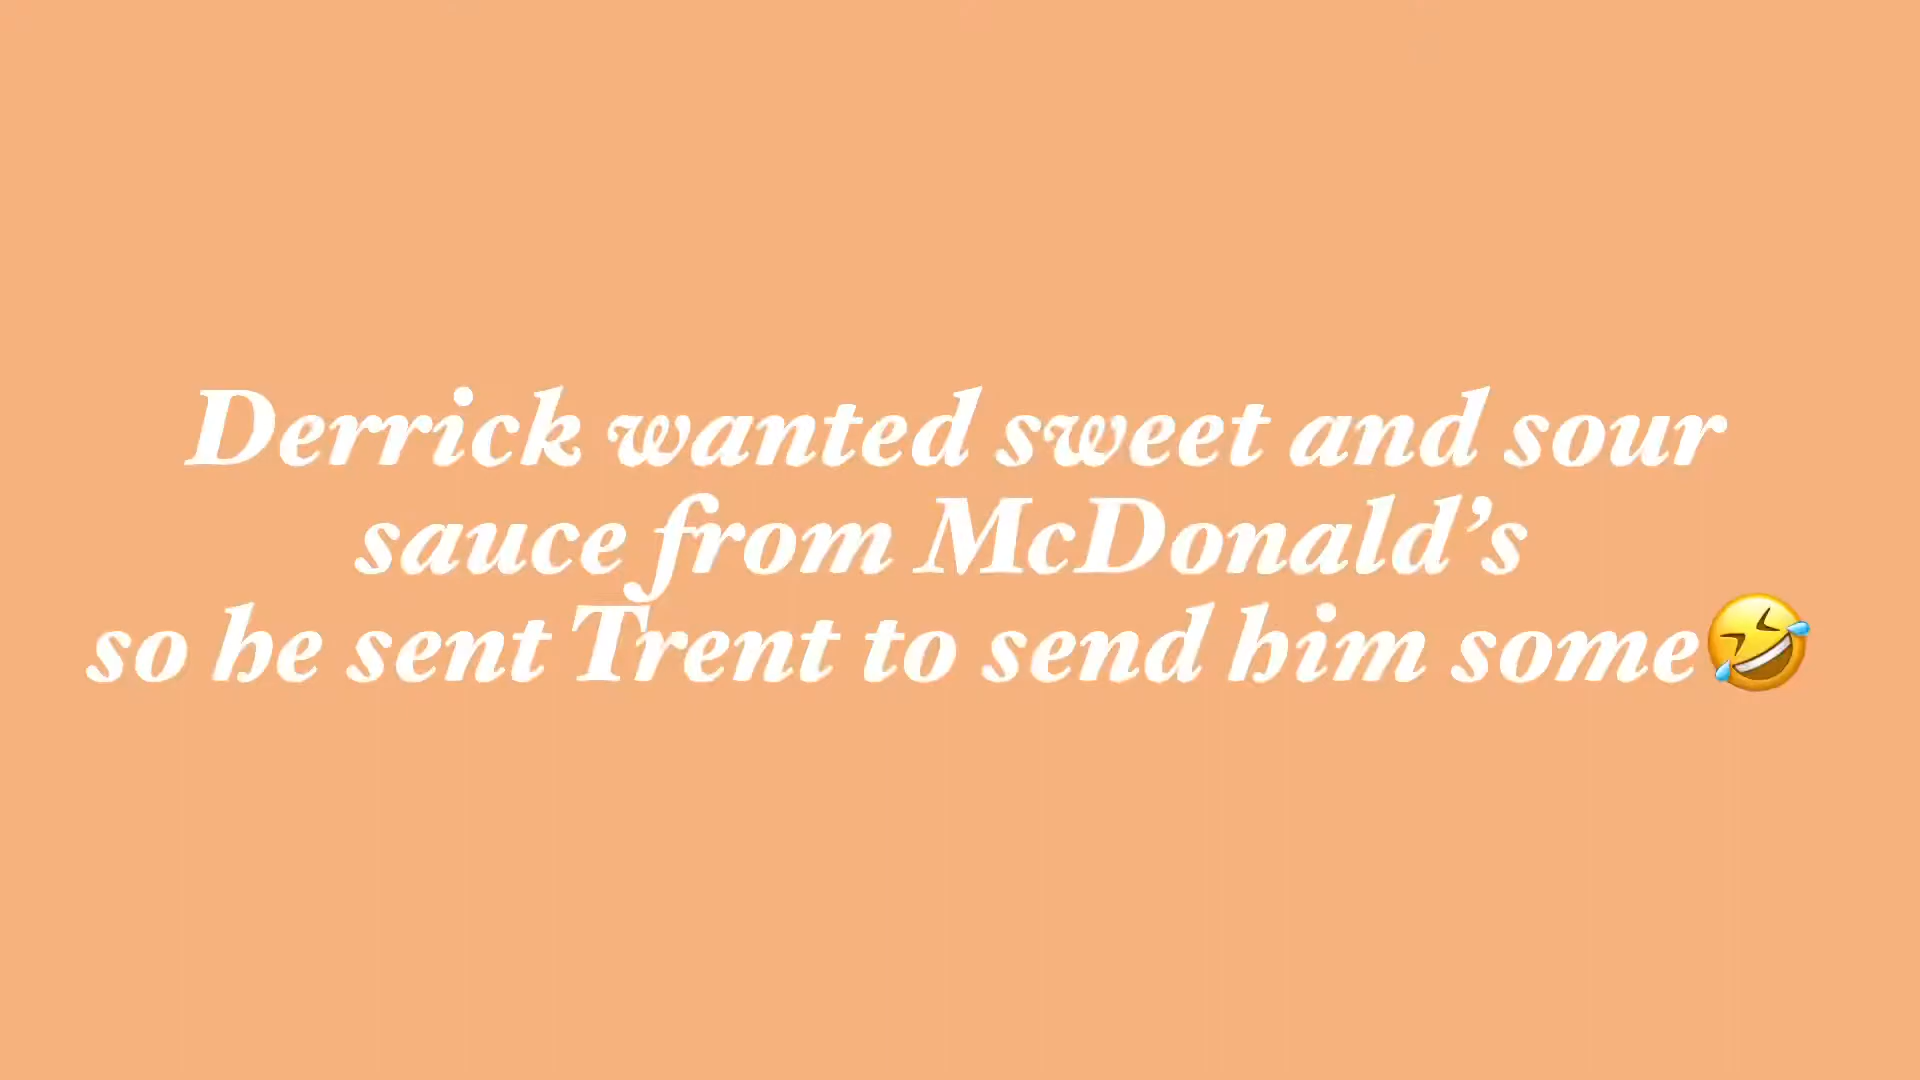 Derrick wanted sweet and sour
sauce from McDonald’s
so he sent Trent to send him some🤣